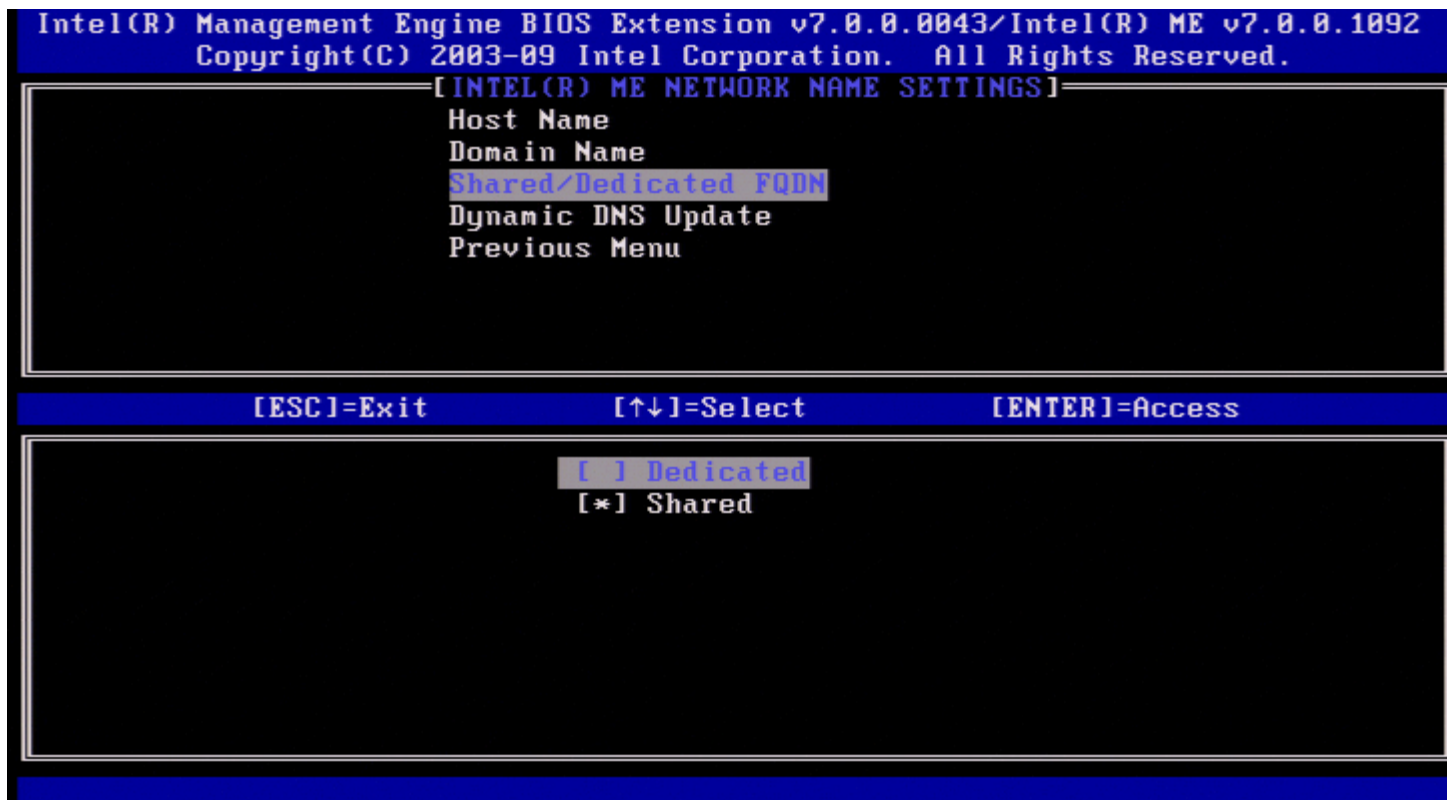 Intel(R) Management Engine BIOS Extension v7.0.0.0043/Intel(R) ME v7.0.0.1092
Copyright(C) 2003-09 Intel Corporation. All Rights Reserved.
[INTEL(R) ME NETWORK NAME SETTINGS]
Host Name
Domain Name
Shared/Dedicated FQDN
Dynamic DNS Update
Previous Menu
[ESC]=Exit [↑↓]=Select [ENTER]=Access
[ ] Dedicated
[*] Shared